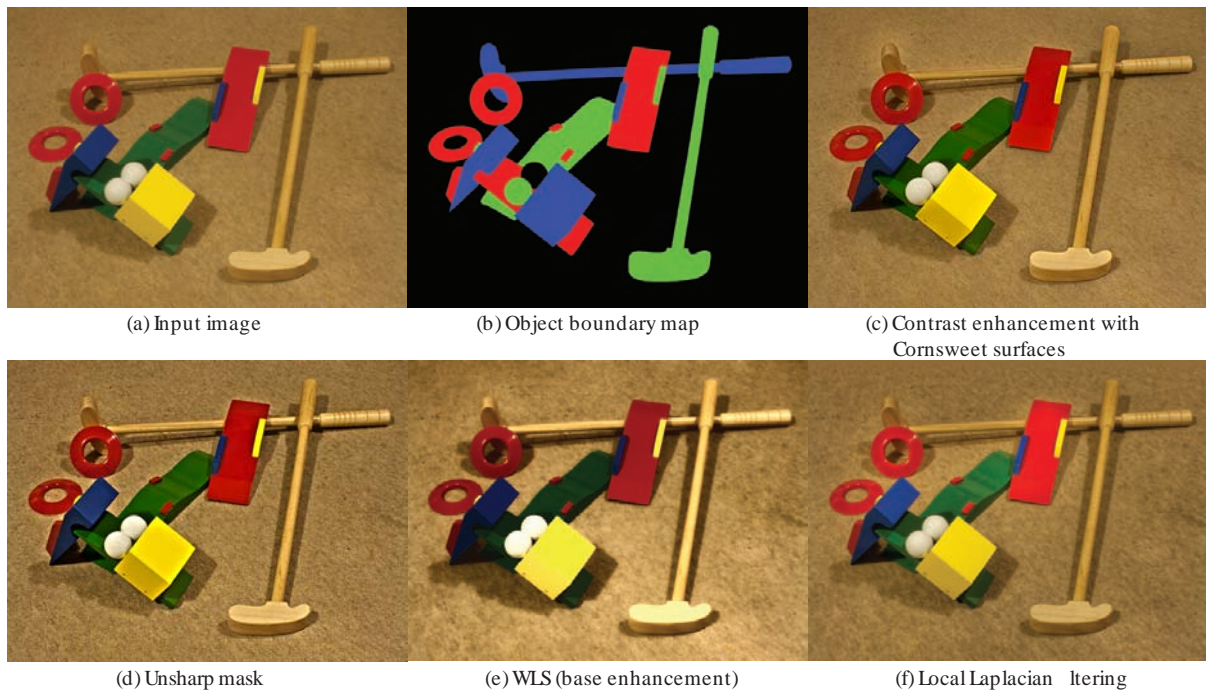 (a) Input image
(b) Object boundary map
(c) Contrast enhancement with
Cornsweet surfaces
(d) Unsharp mask
(e) WLS (base enhancement)
(f) Local Laplacian ltering